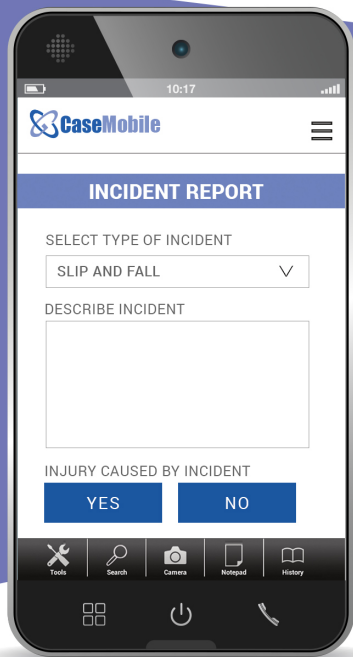 10:17
CaseMobile
INCIDENT REPORT
SELECT TYPE OF INCIDENT
SLIP AND FALL
DESCRIBE INCIDENT
INJURY CAUSED BY INCIDENT
YES NO
Tools Search Camera Notepad History